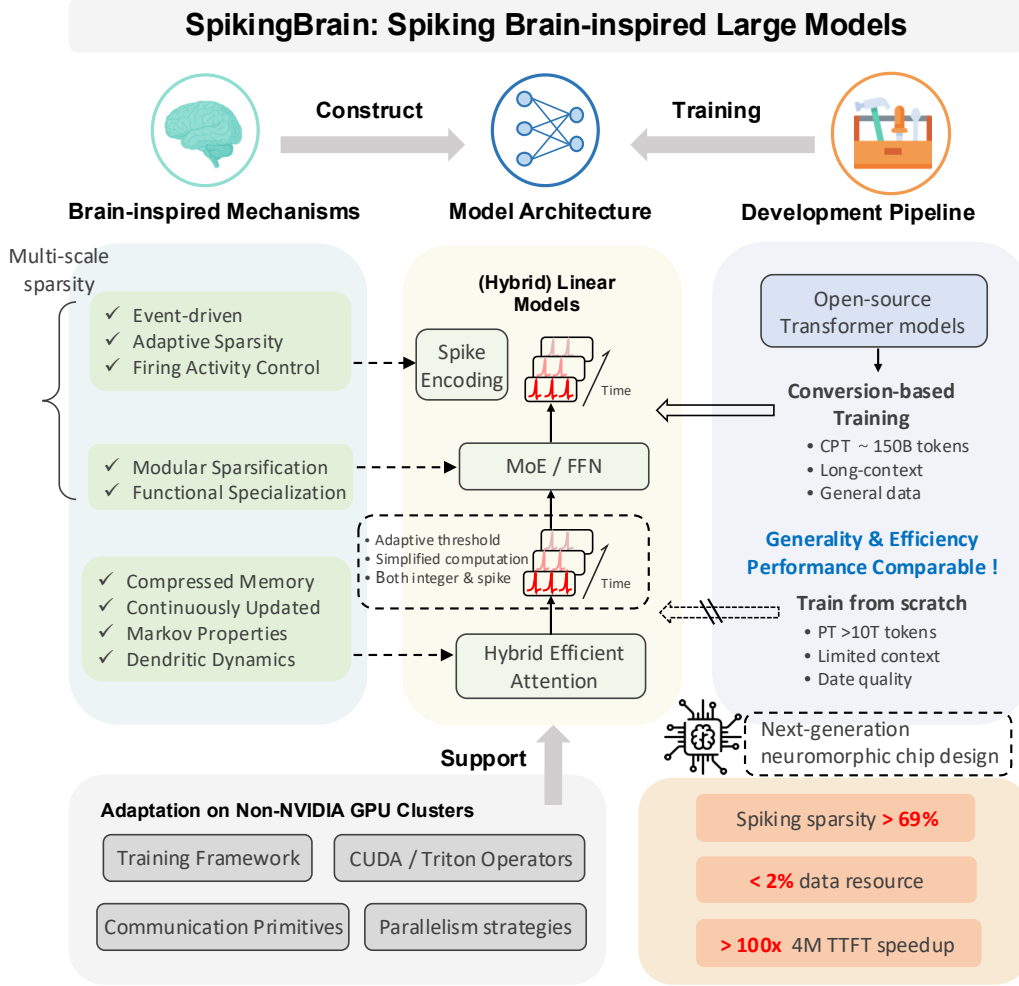 SpikingBrain: Spiking Brain-inspired Large Models
Construct
Training
Brain-inspired Mechanisms
Model Architecture
Development Pipeline
Multi-scale
sparsity
✓ Event-driven
✓ Adaptive Sparsity
✓ Firing Activity Control
✓ Modular Sparsification
✓ Functional Specialization
✓ Compressed Memory
✓ Continuously Updated
✓ Markov Properties
✓ Dendritic Dynamics
(Hybrid) Linear
Models
Spike
Encoding
Time
MoE / FFN
• Adaptive threshold
• Simplified computation
• Both integer & spike
Time
Hybrid Efficient
Attention
Open-source
Transformer models
Conversion-based
Training
• CPT ~ 150B tokens
• Long-context
• General data
Generality & Efficiency
Performance Comparable !
Train from scratch
• PT >10T tokens
• Limited context
• Date quality
Support
Next-generation
neuromorphic chip design
Adaptation on Non-NVIDIA GPU Clusters
Training Framework
CUDA / Triton Operators
Communication Primitives
Parallelism strategies
Spiking sparsity > 69%
< 2% data resource
> 100x 4M TTFT speedup